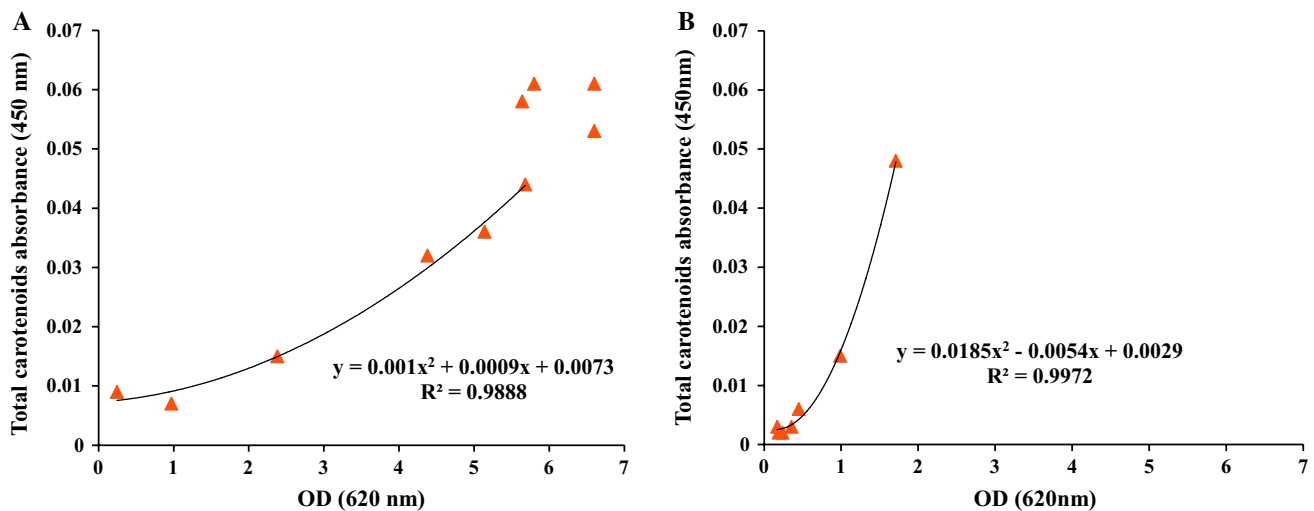 A
Total carotenoids absorbance (450 nm)
0.07
0.06
0.05
0.04
0.03
0.02
0.01
0
y = 0.001x² + 0.0009x + 0.0073
R² = 0.9888
0 1 2 3 4 5 6 7
OD (620 nm)
B
Total carotenoids absorbance (450nm)
0.07
0.06
0.05
0.04
0.03
0.02
0.01
0
y = 0.0185x² - 0.0054x + 0.0029
R² = 0.9972
0 1 2 3 4 5 6 7
OD (620nm)